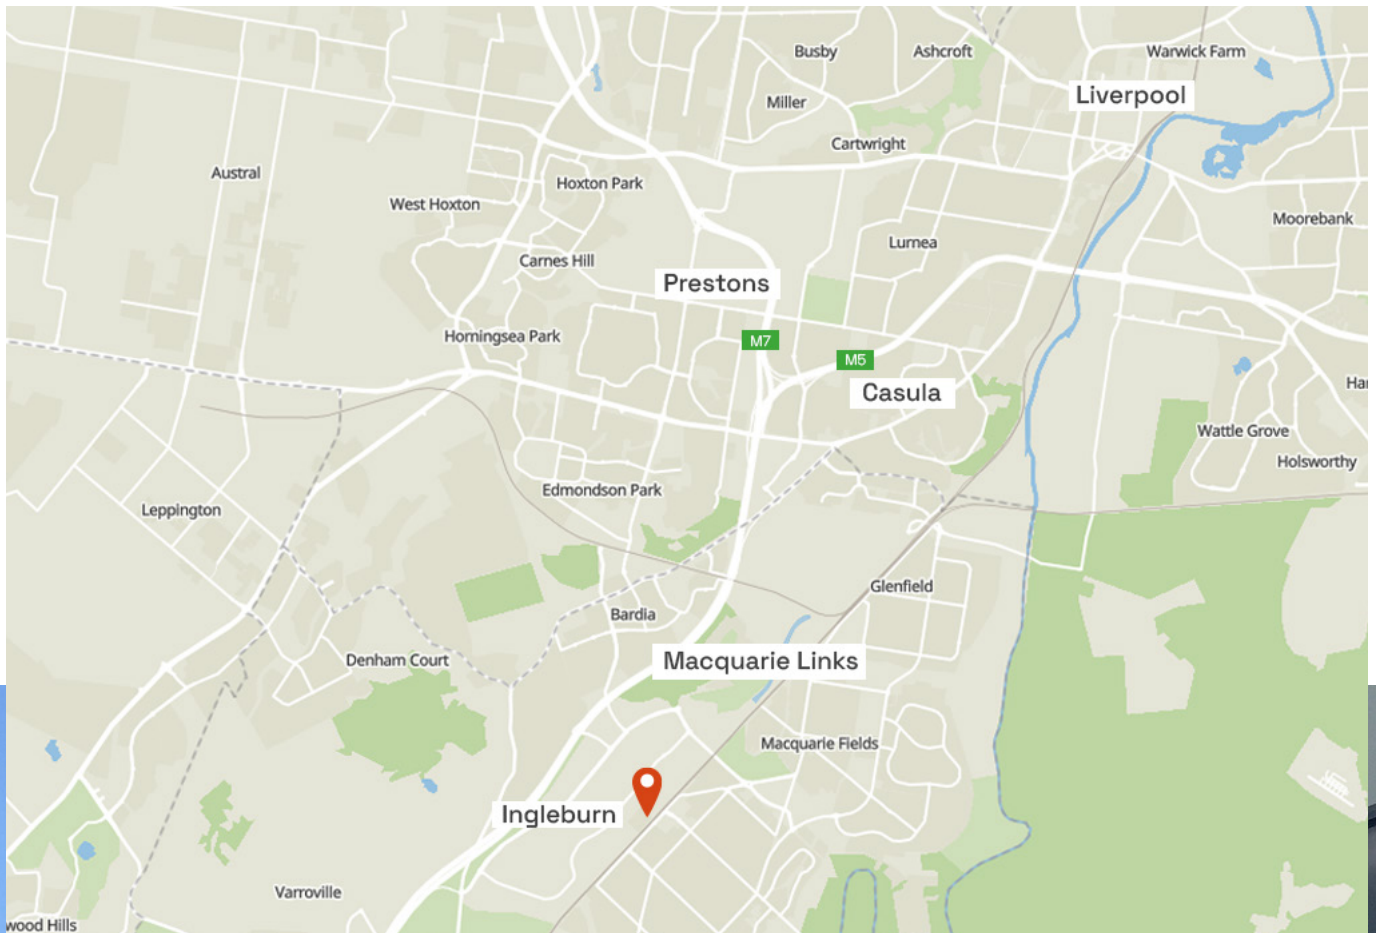 Busby
Ashcroft
Warwick Farm
Liverpool
Miller
Cartwright
Austral
Hoxton Park
West Hoxton
Moorebank
Lurnea
Carnes Hill
Prestons
Horningsea Park
M7
M5
Casula
Wattle Grove
Holsworthy
Edmondson Park
Leppington
Glenfield
Bardia
Denham Court
Macquarie Links
Macquarie Fields
Ingleburn
Varroville
wood Hills